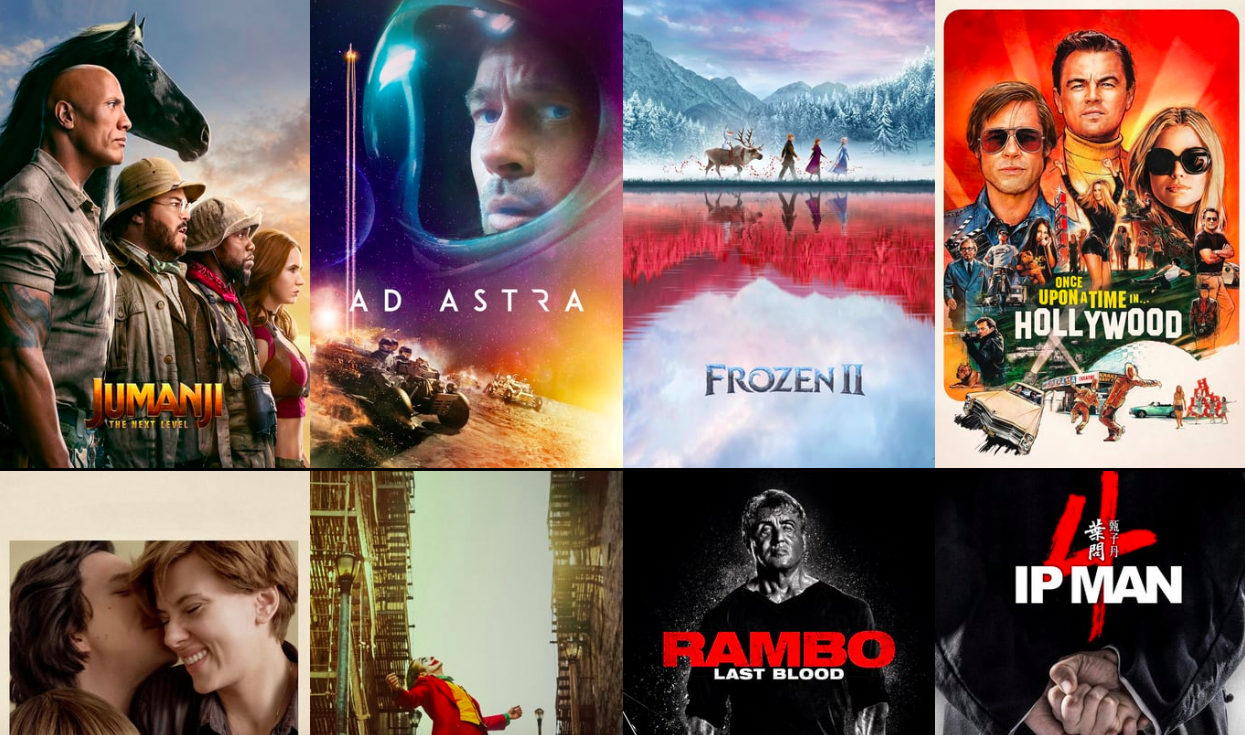 JUMANJI
THE NEXT LEVEL
AD ASTRA
FROZEN II
ONCE
UPON A TIME IN...
HOLLYWOOD
RAMBO
LAST BLOOD
4
葉問
甄子丹
IP MAN